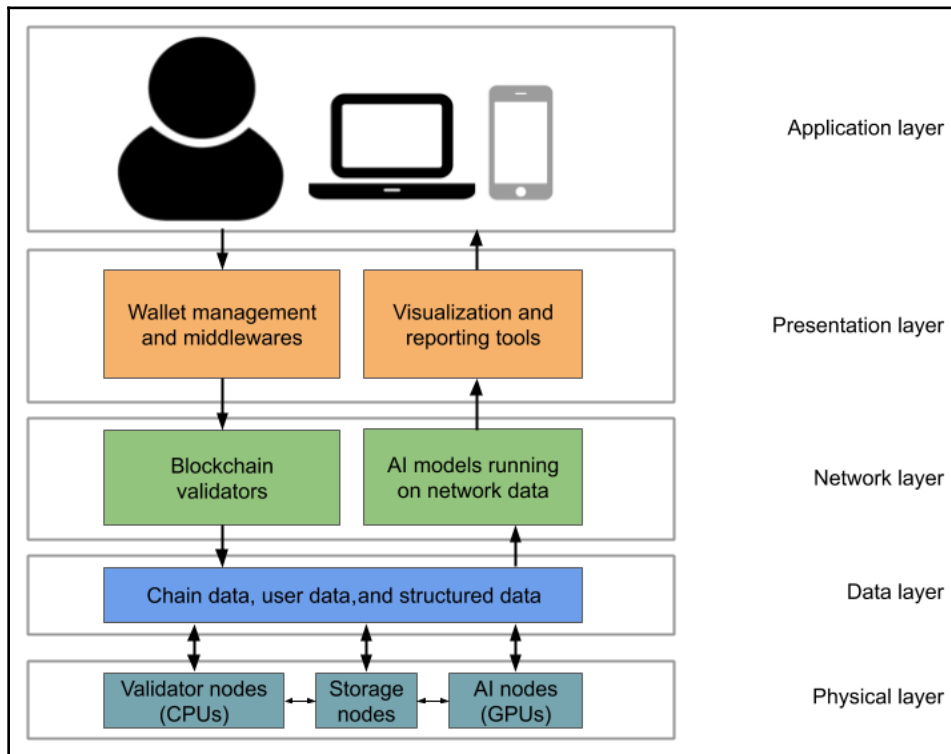 Application layer
Wallet management
and middlewares
Visualization and
reporting tools
Presentation layer
Blockchain
validators
AI models running
on network data
Network layer
Chain data, user data,and structured data
Data layer
Validator nodes
(CPUs)
Storage
nodes
AI nodes
(GPUs)
Physical layer